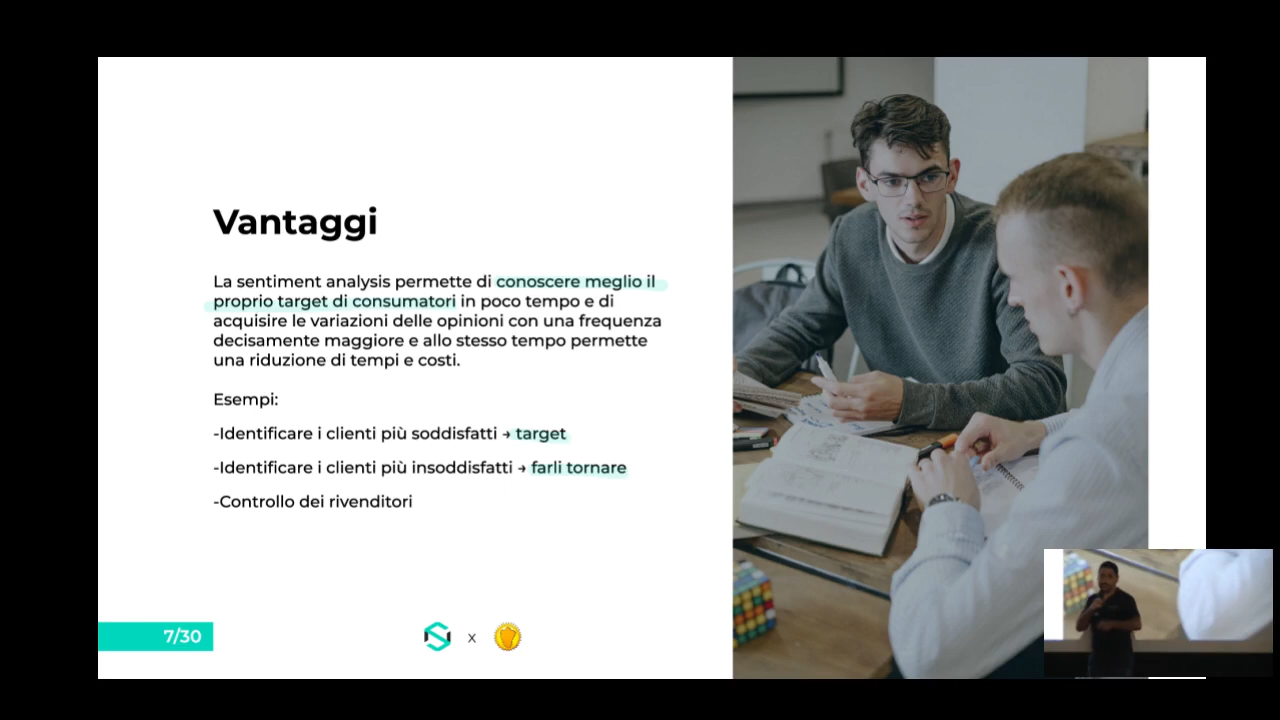 Vantaggi
La sentiment analysis permette di conoscere meglio il
proprio target di consumatori in poco tempo e di
acquisire le variazioni delle opinioni con una frequenza
decisamente maggiore e allo stesso tempo permette
una riduzione di tempi e costi.
Esempi:
-Identificare i clienti più soddisfatti → target
-Identificare i clienti più insoddisfatti → farli tornare
-Controllo dei rivenditori
7/30
x